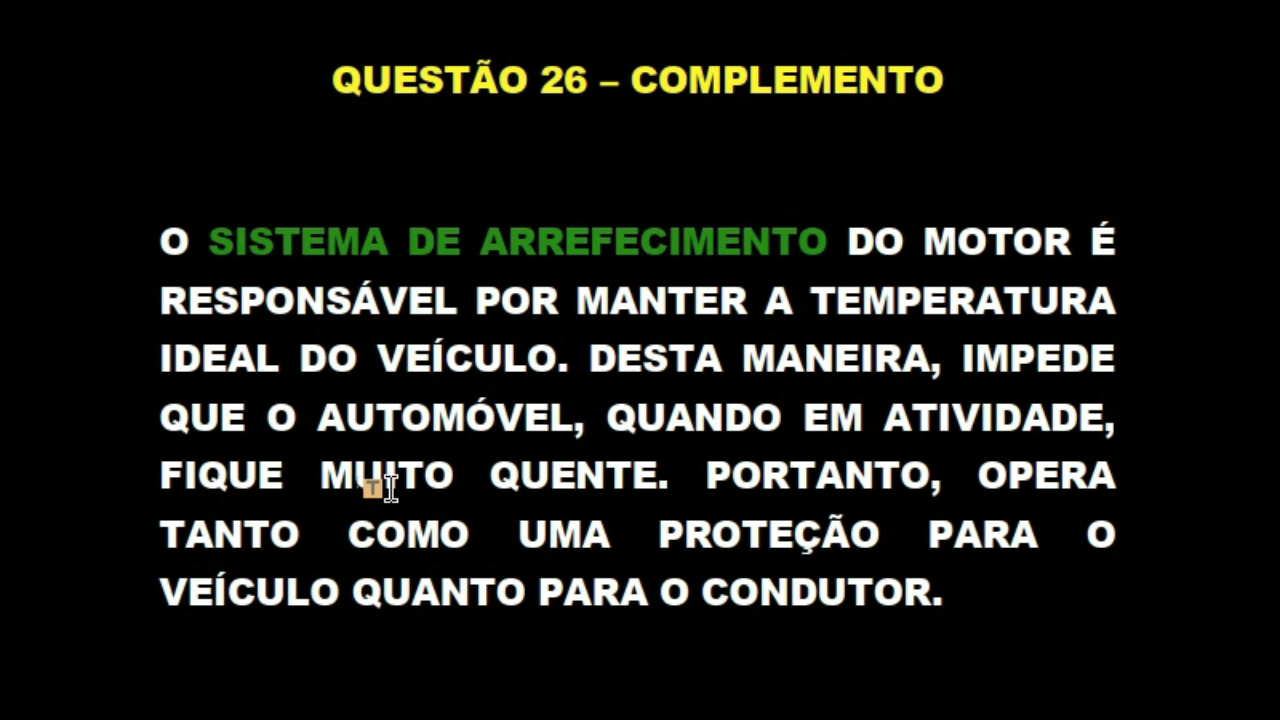 QUESTÃO 26 – COMPLEMENTO
O SISTEMA DE ARREFECIMENTO DO MOTOR É
RESPONSÁVEL POR MANTER A TEMPERATURA
IDEAL DO VEÍCULO. DESTA MANEIRA, IMPEDE
QUE O AUTOMÓVEL, QUANDO EM ATIVIDADE,
FIQUE MUITO QUENTE. PORTANTO, OPERA
TANTO COMO UMA PROTEÇÃO PARA O
VEÍCULO QUANTO PARA O CONDUTOR.